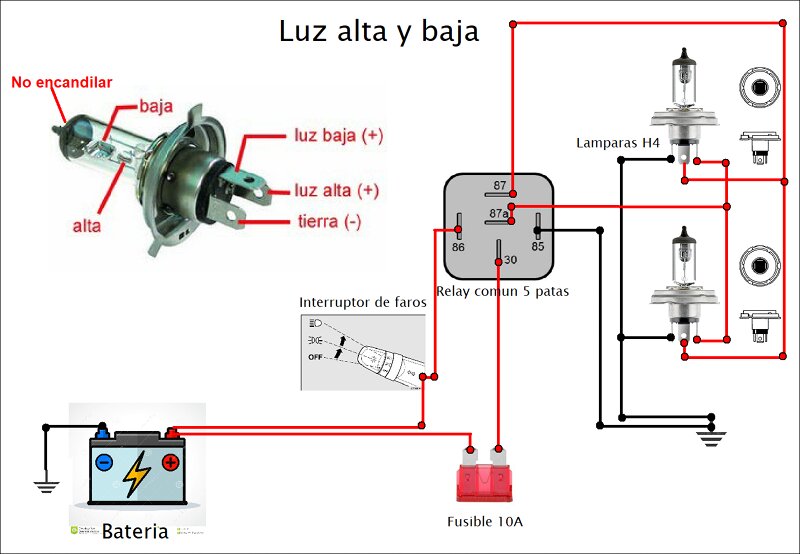 Luz alta y baja
No encandilar
baja
luz baja (+)
luz alta (+)
tierra (-)
alta
Lamparas H4
87
87a
86
85
30
Relay comun 5 patas
Interruptor de faros
OFF
Bateria
Fusible 10A